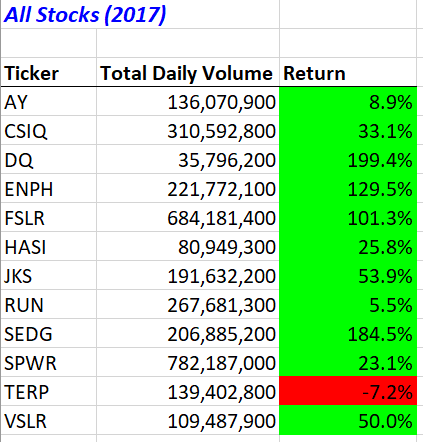 All Stocks (2017)
Ticker Total Daily Volume Return
AY 136,070,900 8.9%
CSIQ 310,592,800 33.1%
DQ 35,796,200 199.4%
ENPH 221,772,100 129.5%
FSLR 684,181,400 101.3%
HASI 80,949,300 25.8%
JKS 191,632,200 53.9%
RUN 267,681,300 5.5%
SEDG 206,885,200 184.5%
SPWR 782,187,000 23.1%
TERP 139,402,800 -7.2%
VSLR 109,487,900 50.0%